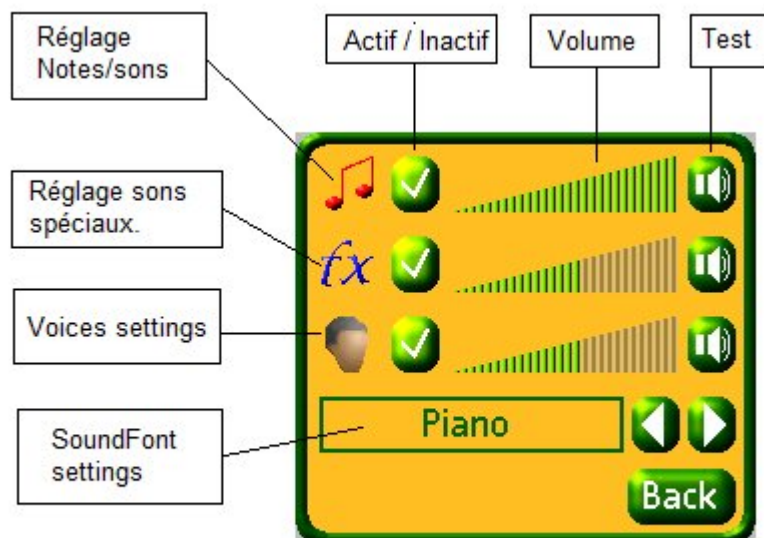 Réglage
Notes/sons
Actif / Inactif
Volume
Test
Réglage sons
spéciaux.
fx
Voices settings
SoundFont
settings
Piano
Back